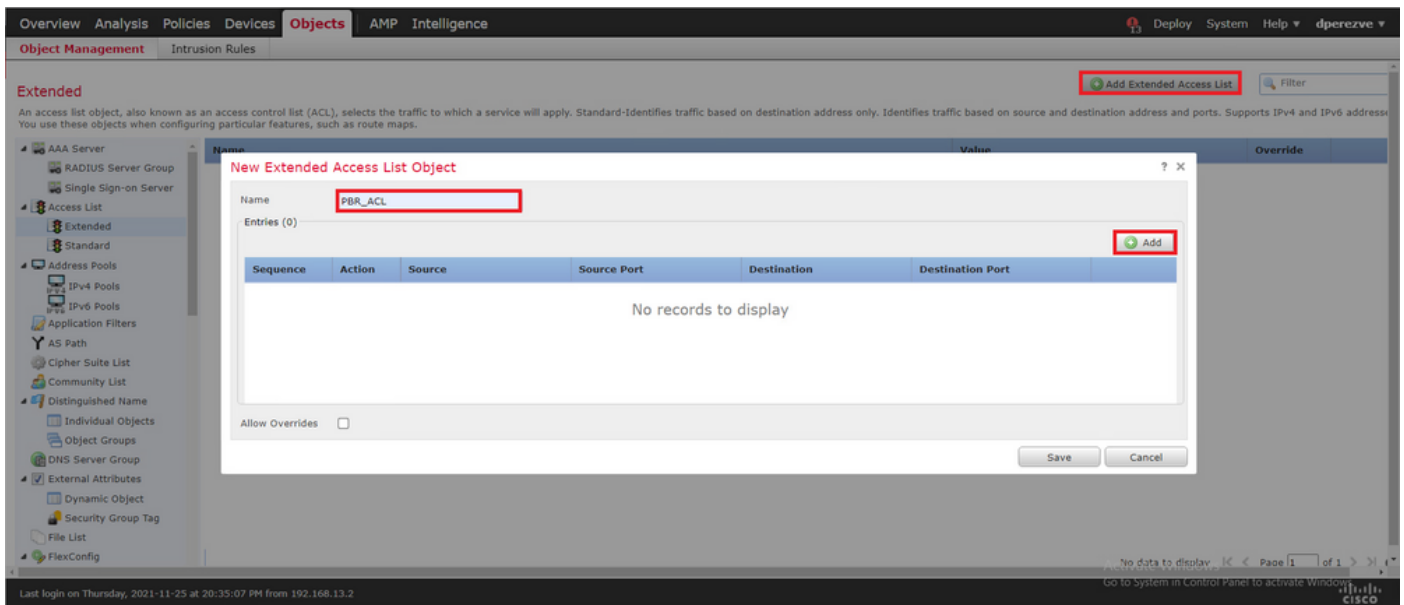 Overview Analysis Policies Devices Objects AMP Intelligence 13 Deploy System Help dperezve
Object Management Intrusion Rules
Add Extended Access List Filter
Extended
An access list object, also known as an access control list (ACL), selects the traffic to which a service will apply. Standard-Identifies traffic based on destination address only. Identifies traffic based on source and destination address and ports. Supports IPv4 and IPv6 addresse
You use these objects when configuring particular features, such as route maps.
Name Value Override
AAA Server
RADIUS Server Group
Single Sign-on Server
Access List
Extended
Standard
Address Pools
IPv4 Pools
IPv6 Pools
Application Filters
AS Path
Cipher Suite List
Community List
Distinguished Name
Individual Objects
Object Groups
DNS Server Group
External Attributes
Dynamic Object
Security Group Tag
File List
FlexConfig
New Extended Access List Object ?
Name PBR_ACL
Entries (0)
Add
Sequence Action Source Source Port Destination Destination Port
No records to display
Allow Overrides
Save Cancel
No data to display Page 1 of 1
Activate Windows
Go to System in Control Panel to activate Windows.
Last login on Thursday, 2021-11-25 at 20:35:07 PM from 192.168.13.2
CISCO